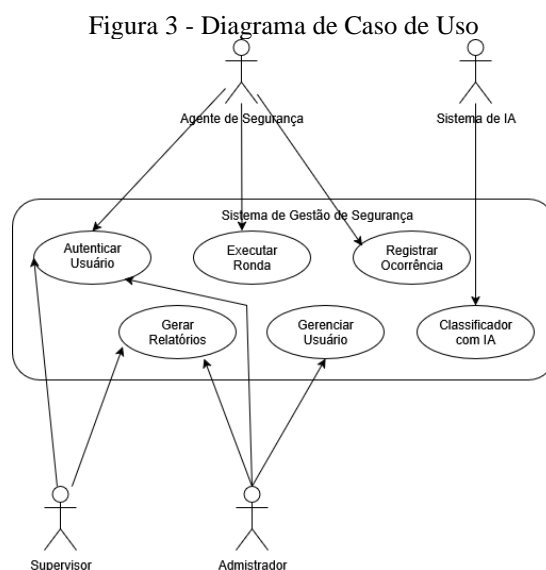 Figura 3 - Diagrama de Caso de Uso
Agente de Segurança
Sistema de IA
Sistema de Gestão de Segurança
Autenticar
Usuário
Executar
Ronda
Registrar
Ocorrência
Gerar
Relatórios
Gerenciar
Usuário
Classificador
com IA
Supervisor
Admistrador